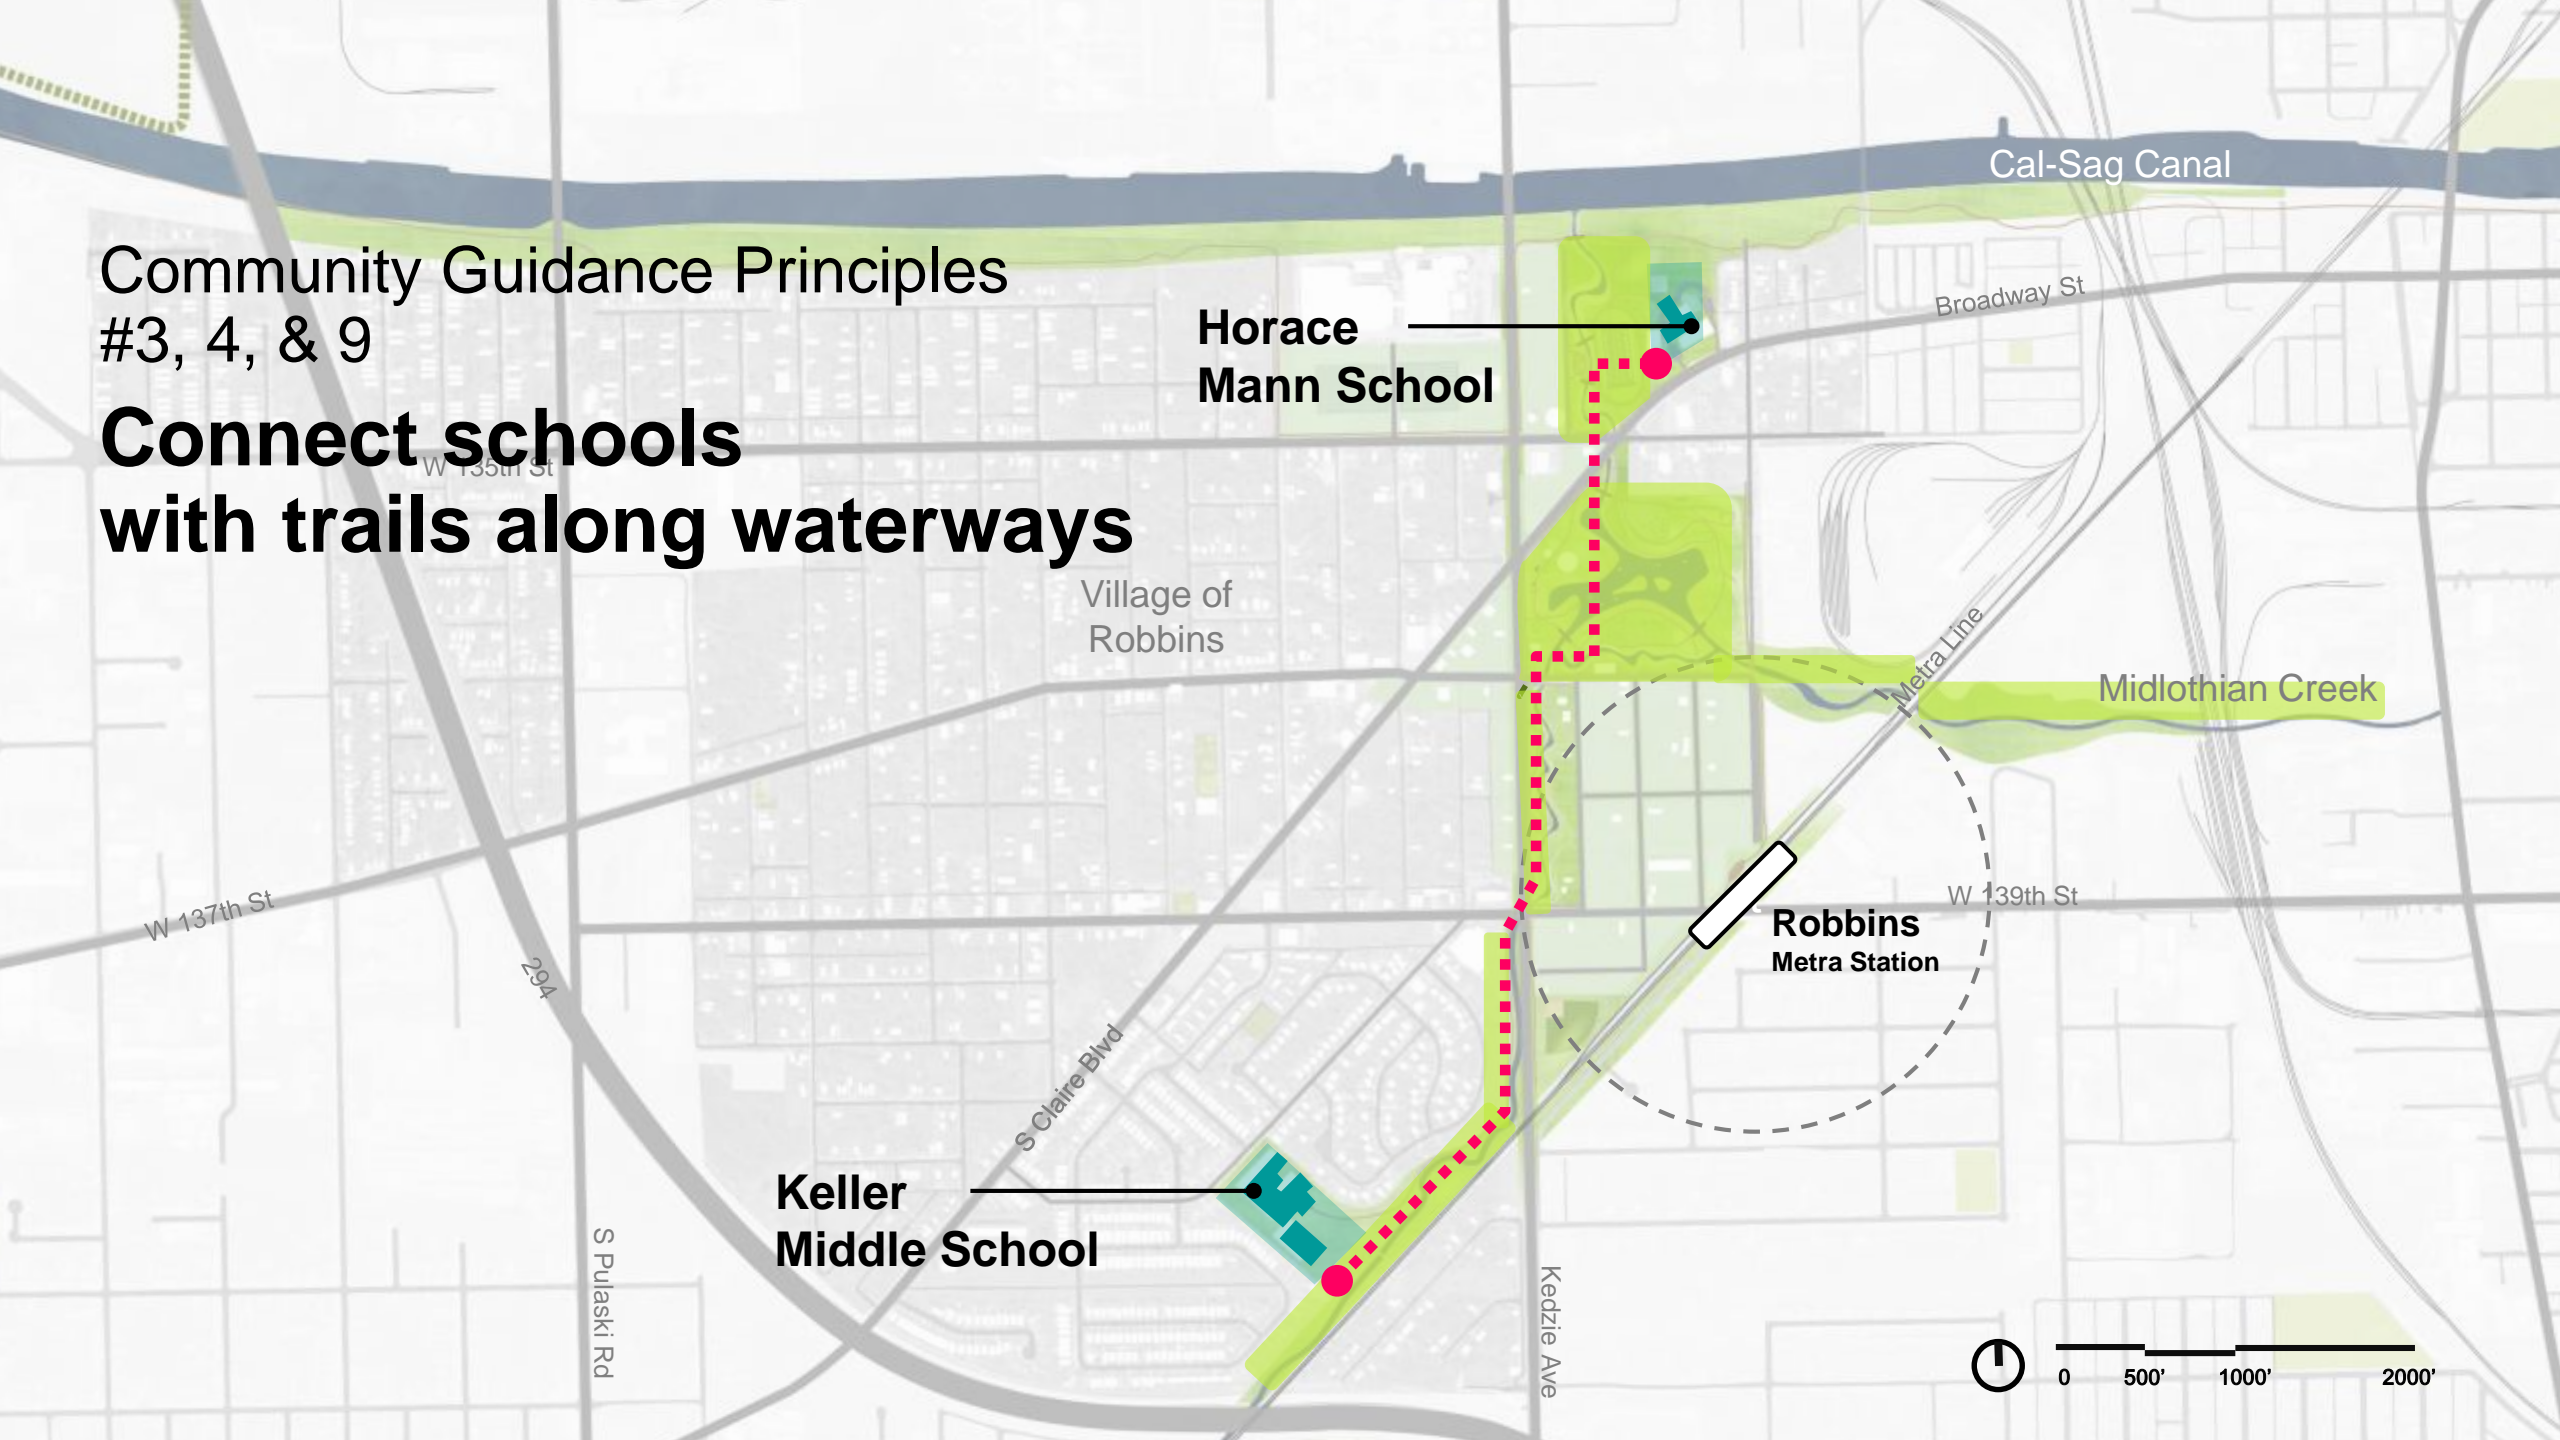 Cal-Sag Canal
Community Guidance Principles
#3, 4, & 9
Broadway St
Horace
Mann School
Connect schools
W 135th St
with trails along waterways
Village of
Robbins
Metra Line
Midlothian Creek
W 137th St
W 139th St
Robbins
Metra Station
294
S Claire Blvd
Keller
Middle School
S Pulaski Rd
Kedzie Ave
0 500' 1000' 2000'